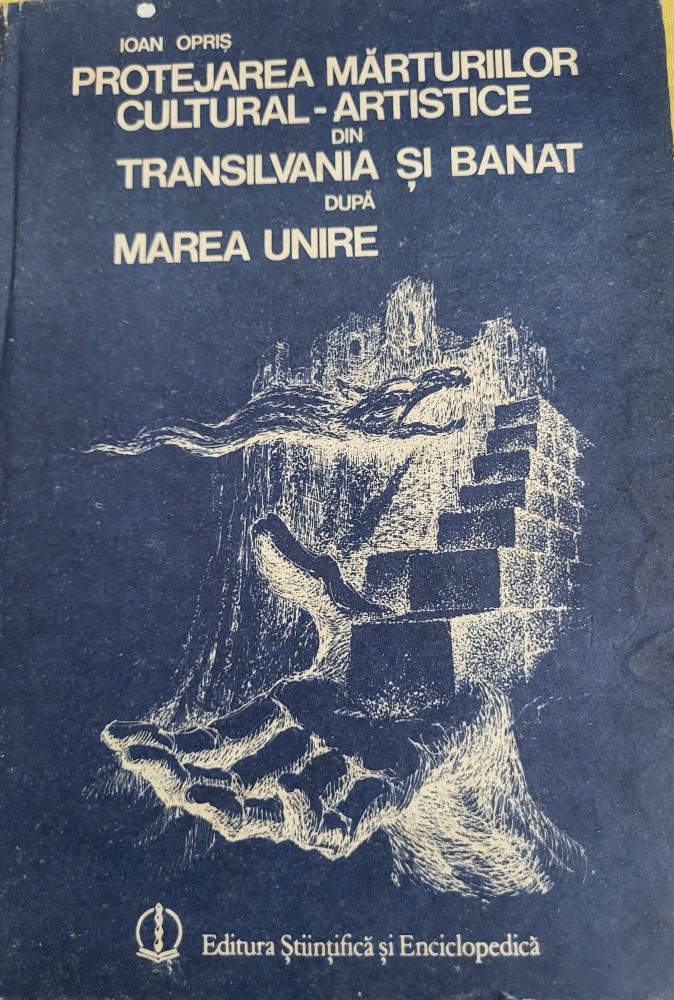 IOAN OPRIȘ
PROTEJAREA MĂRTURIILOR
CULTURAL-ARTISTICE
DIN
TRANSILVANIA ȘI BANAT
DUPĂ
MAREA UNIRE
Editura Științifică și Enciclopedică